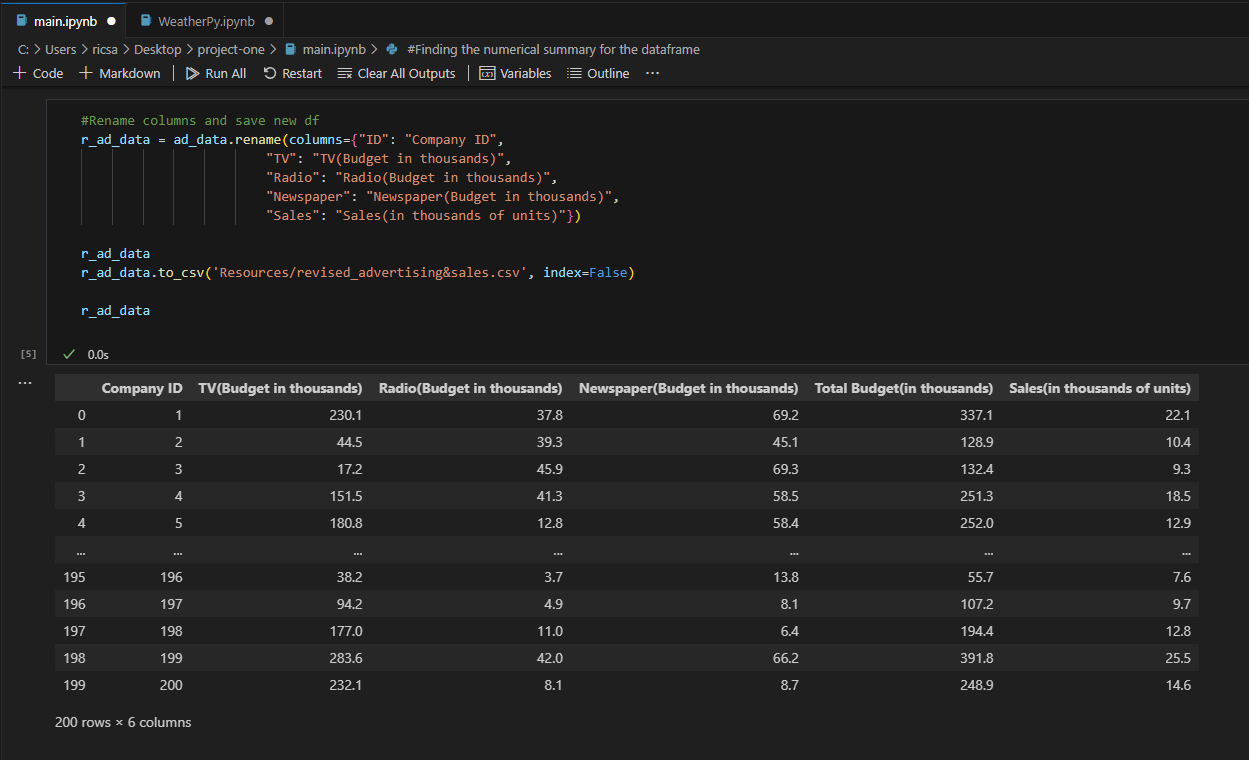 main.ipynb ● WeatherPy.ipynb ●
C: > Users > ricsa > Desktop > project-one > main.ipynb > #Finding the numerical summary for the dataframe
+ Code + Markdown | Run All Restart Clear All Outputs | Variables Outline ...
#Rename columns and save new df
r_ad_data = ad_data.rename(columns={"ID": "Company ID",
"TV": "TV(Budget in thousands)",
"Radio": "Radio(Budget in thousands)",
"Newspaper": "Newspaper(Budget in thousands)",
"Sales": "Sales(in thousands of units)"})
r_ad_data
r_ad_data.to_csv('Resources/revised_advertising&sales.csv', index=False)
r_ad_data
[5] ✓ 0.0s
...
Company ID TV(Budget in thousands) Radio(Budget in thousands) Newspaper(Budget in thousands) Total Budget(in thousands) Sales(in thousands of units)
0 1 230.1 37.8 69.2 337.1 22.1
1 2 44.5 39.3 45.1 128.9 10.4
2 3 17.2 45.9 69.3 132.4 9.3
3 4 151.5 41.3 58.5 251.3 18.5
4 5 180.8 12.8 58.4 252.0 12.9
... ... ... ... ... ... ...
195 196 38.2 3.7 13.8 55.7 7.6
196 197 94.2 4.9 8.1 107.2 9.7
197 198 177.0 11.0 6.4 194.4 12.8
198 199 283.6 42.0 66.2 391.8 25.5
199 200 232.1 8.1 8.7 248.9 14.6
200 rows × 6 columns